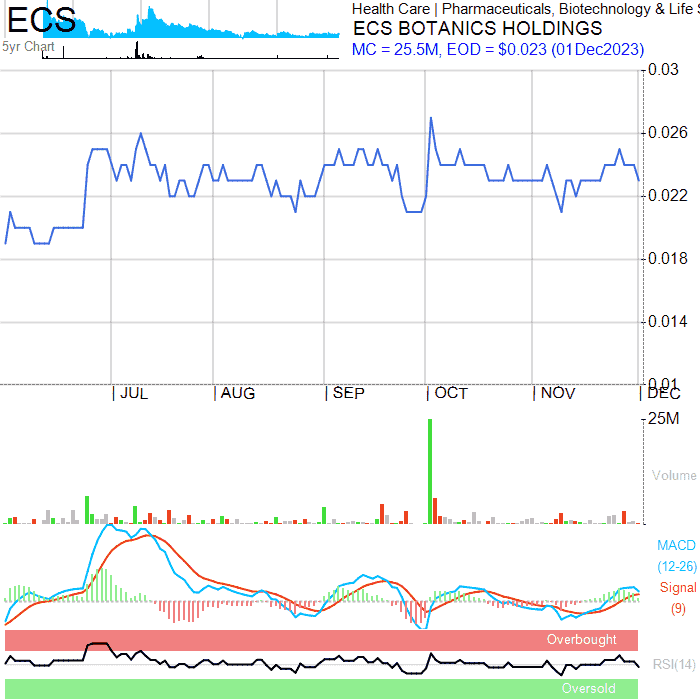 ECS
Health Care | Pharmaceuticals, Biotechnology & Life S
ECS BOTANICS HOLDINGS
5yr Chart
MC = 25.5M, EOD = $0.023 (01Dec2023)
0.03
0.026
0.022
0.018
0.014
0.01
JUL AUG SEP OCT NOV DEC
25M
Volume
MACD
(12-26)
Signal
(9)
Overbought
RSI(14)
Oversold